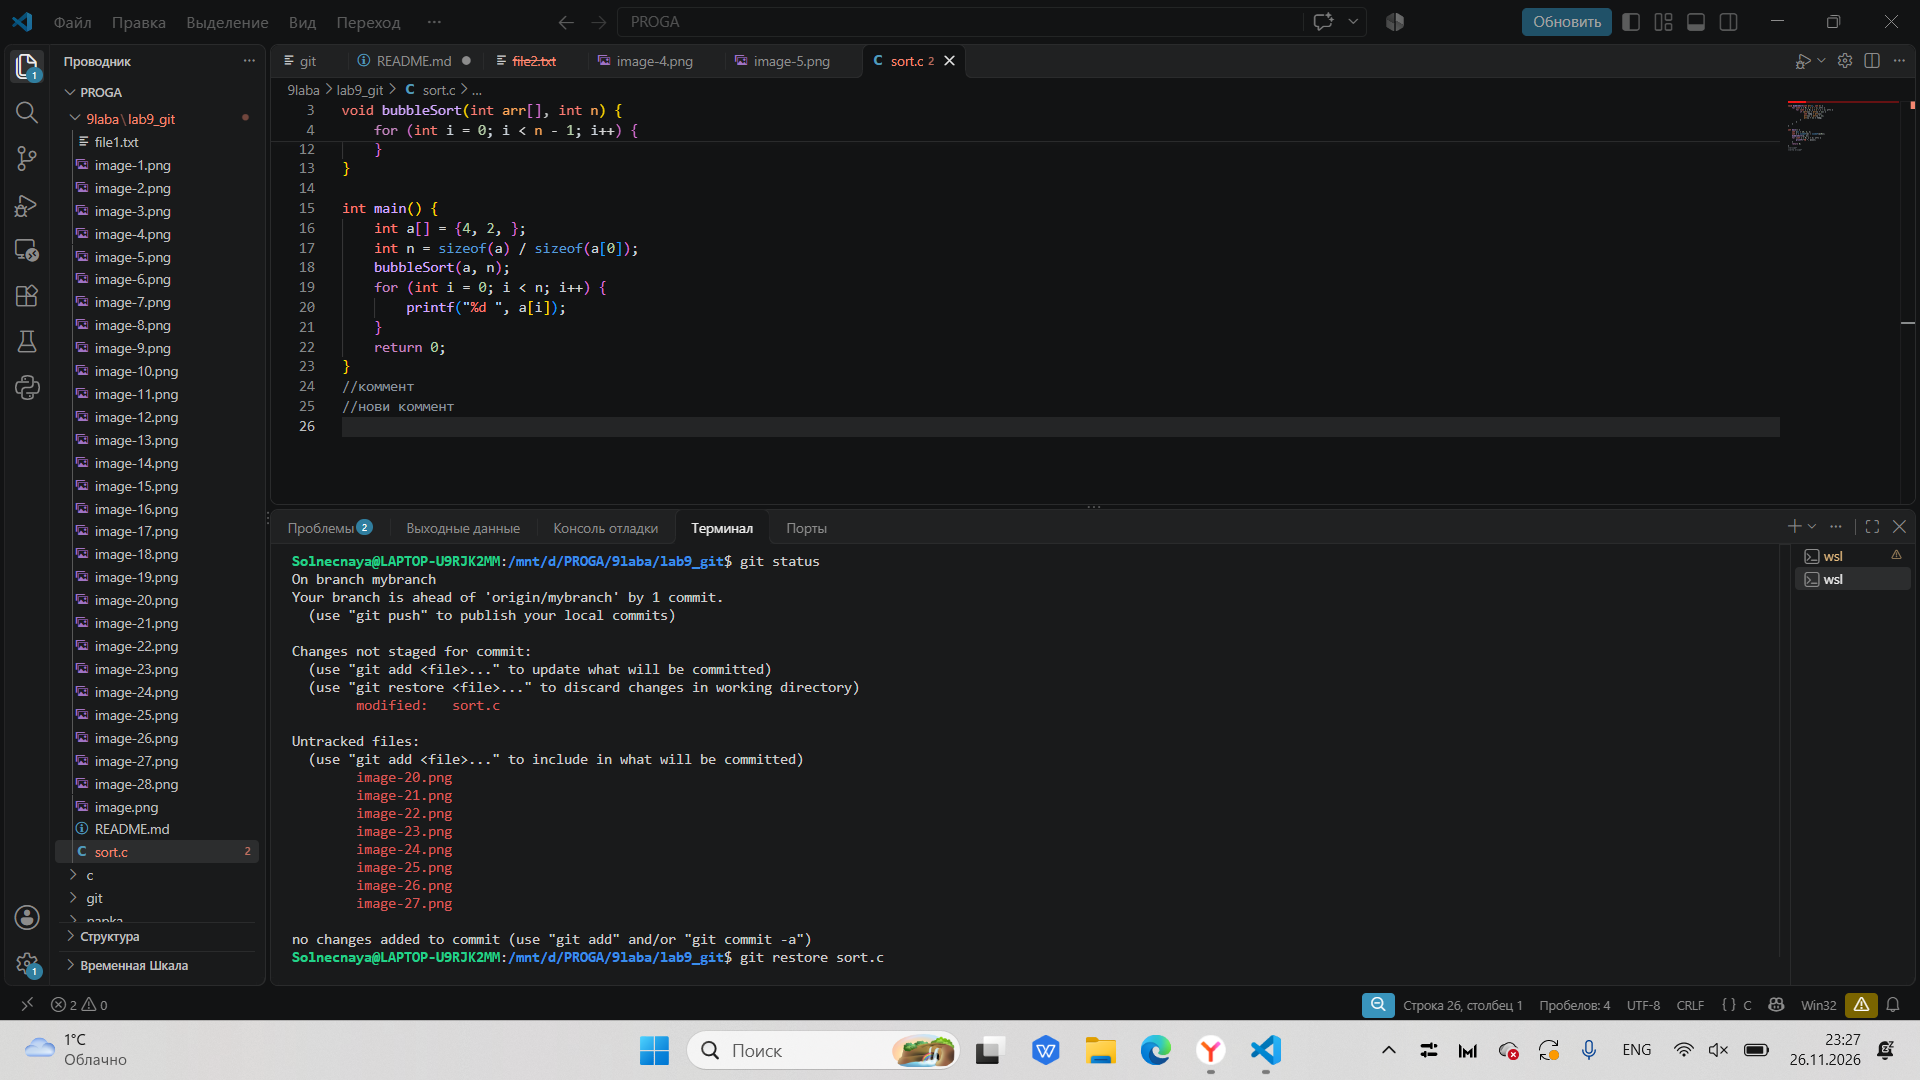 Файл Правка Выделение Вид Переход ··· PROGA Обновить
Проводник ···
PROGA
9laba\lab9_git
file1.txt
image-1.png
image-2.png
image-3.png
image-4.png
image-5.png
image-6.png
image-7.png
image-8.png
image-9.png
image-10.png
image-11.png
image-12.png
image-13.png
image-14.png
image-15.png
image-16.png
image-17.png
image-18.png
image-19.png
image-20.png
image-21.png
image-22.png
image-23.png
image-24.png
image-25.png
image-26.png
image-27.png
image-28.png
image.png
README.md
sort.c 2
c
git
papka
Структура
Временная Шкала
1
1
git README.md file2.txt image-4.png image-5.png sort.c 2
9laba > lab9_git > C sort.c > ...
3 void bubbleSort(int arr[], int n) {
4 for (int i = 0; i < n - 1; i++) {
12 }
13 }
14
15 int main() {
16 int a[] = {4, 2, };
17 int n = sizeof(a) / sizeof(a[0]);
18 bubbleSort(a, n);
19 for (int i = 0; i < n; i++) {
20 printf("%d ", a[i]);
21 }
22 return 0;
23 }
24 //коммент
25 //нови коммент
26
Проблемы 2 Выходные данные Консоль отладки Терминал Порты
wsl
wsl
Solnecnaya@LAPTOP-U9RJK2MM:/mnt/d/PROGA/9laba/lab9_git$ git status
On branch mybranch
Your branch is ahead of 'origin/mybranch' by 1 commit.
(use "git push" to publish your local commits)
Changes not staged for commit:
(use "git add <file>..." to update what will be committed)
(use "git restore <file>..." to discard changes in working directory)
modified: sort.c
Untracked files:
(use "git add <file>..." to include in what will be committed)
image-20.png
image-21.png
image-22.png
image-23.png
image-24.png
image-25.png
image-26.png
image-27.png
no changes added to commit (use "git add" and/or "git commit -a")
Solnecnaya@LAPTOP-U9RJK2MM:/mnt/d/PROGA/9laba/lab9_git$ git restore sort.c
2 0 Строка 26, столбец 1 Пробелов: 4 UTF-8 CRLF { } C Win32
1°C
Облачно
Поиск
ENG
23:27
26.11.2026